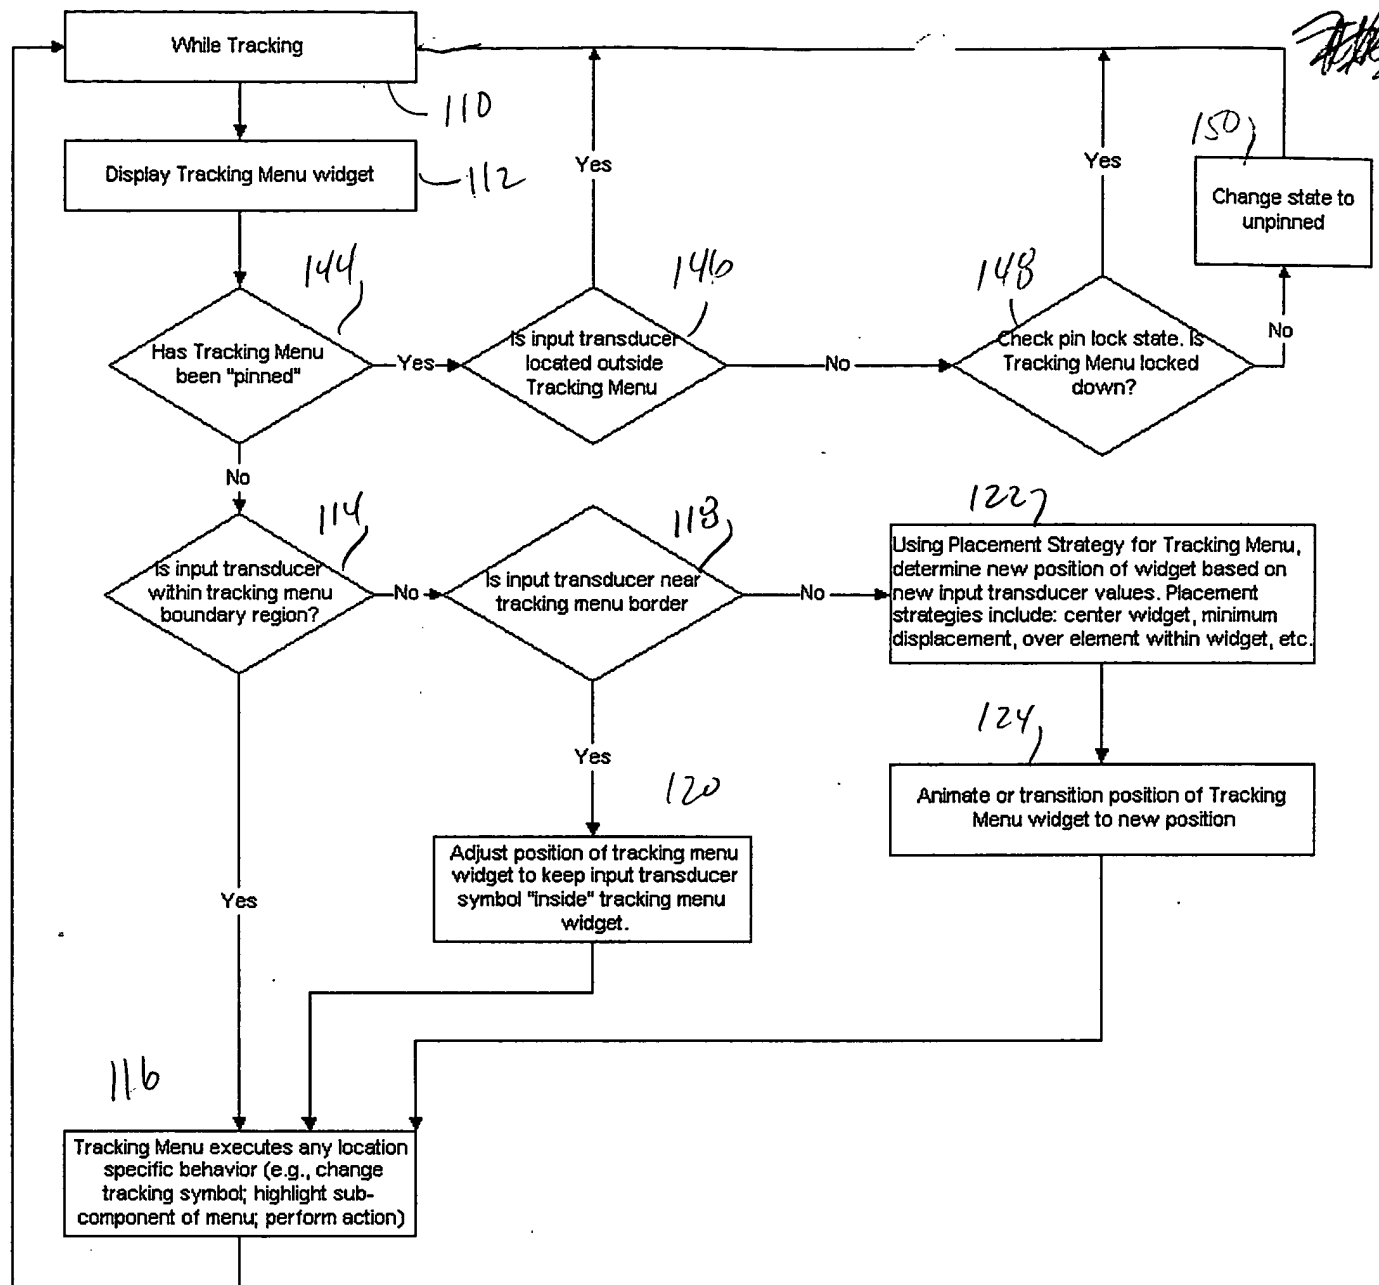 While Tracking
110
Display Tracking Menu widget
112
Yes
Yes
150
Change state to
unpinned
144
146
148
Has Tracking Menu
been "pinned"
Yes
Is input transducer
located outside
Tracking Menu
No
Check pin lock state. Is
Tracking Menu locked
down?
No
No
114
118
122
Is input transducer
within tracking menu
boundary region?
No
Is input transducer near
tracking menu border
No
Using Placement Strategy for Tracking Menu,
determine new position of widget based on
new input transducer values. Placement
strategies include: center widget, minimum
displacement, over element within widget, etc.
124
Yes
120
Animate or transition position of Tracking
Menu widget to new position
Adjust position of tracking menu
widget to keep input transducer
symbol "inside" tracking menu
widget.
Yes
116
Tracking Menu executes any location
specific behavior (e.g., change
tracking symbol; highlight sub-
component of menu; perform action)